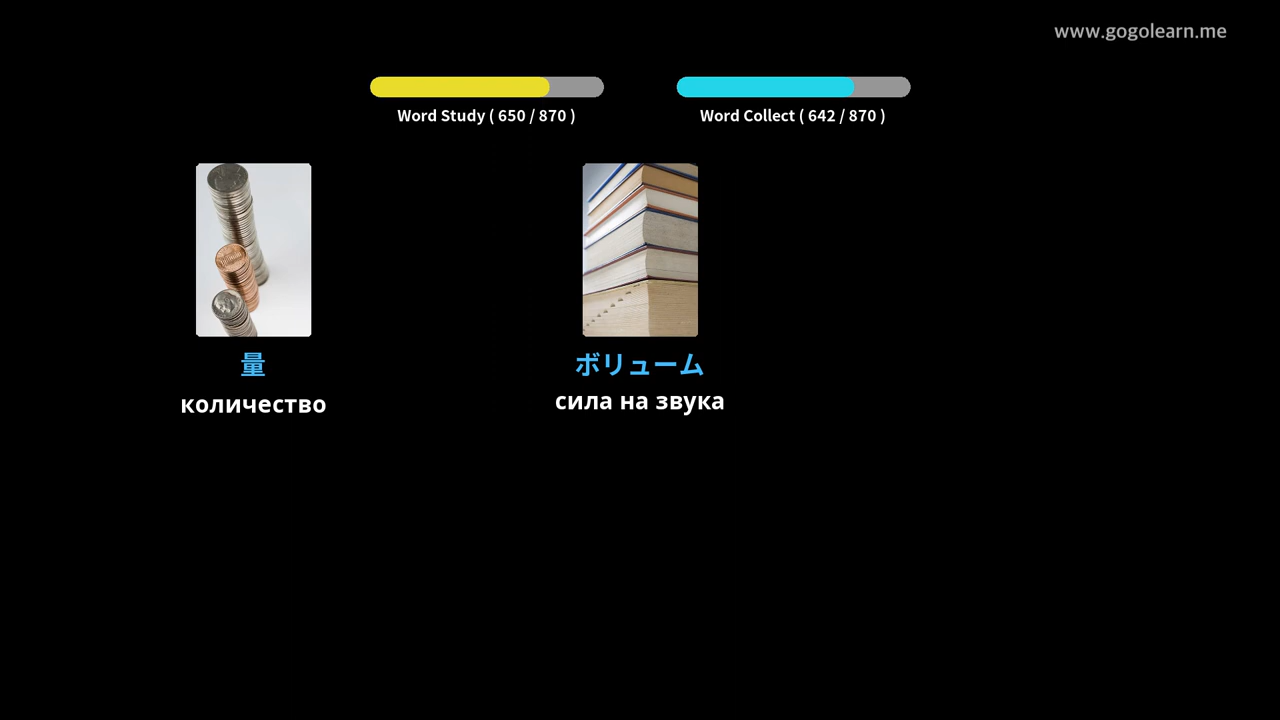 www.gogolearn.me
Word Study ( 650 / 870 )
Word Collect ( 642 / 870 )
量
количество
ボリューム
сила на звука